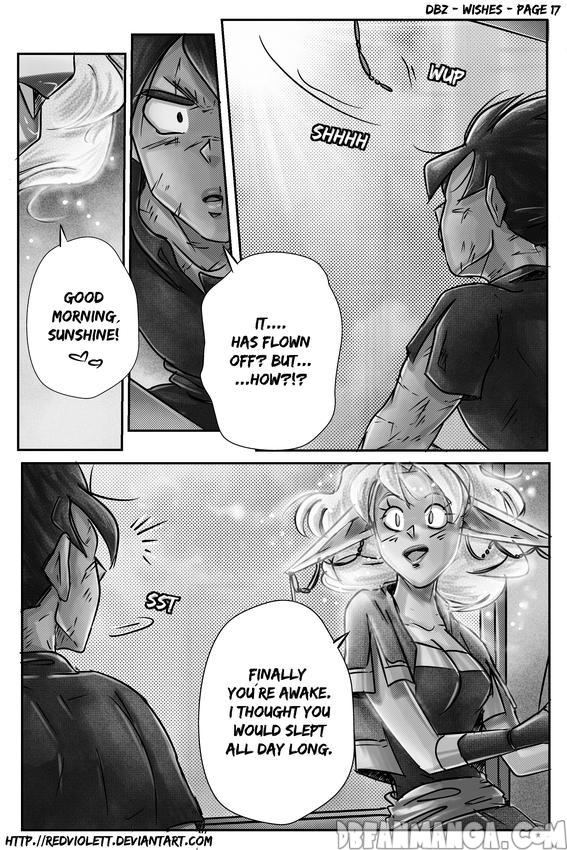 DBZ - WISHES - PAGE 17
WUP
SHHHH
IT....
HAS FLOWN
OFF? BUT...
...HOW?!?
GOOD
MORNING,
SUNSHINE!
SST
FINALLY
YOU'RE AWAKE.
I THOUGHT YOU
WOULD SLEPT
ALL DAY LONG.
HTTP://REDVIOLETT.DEVIANTART.COM
DBFANMANGA.COM